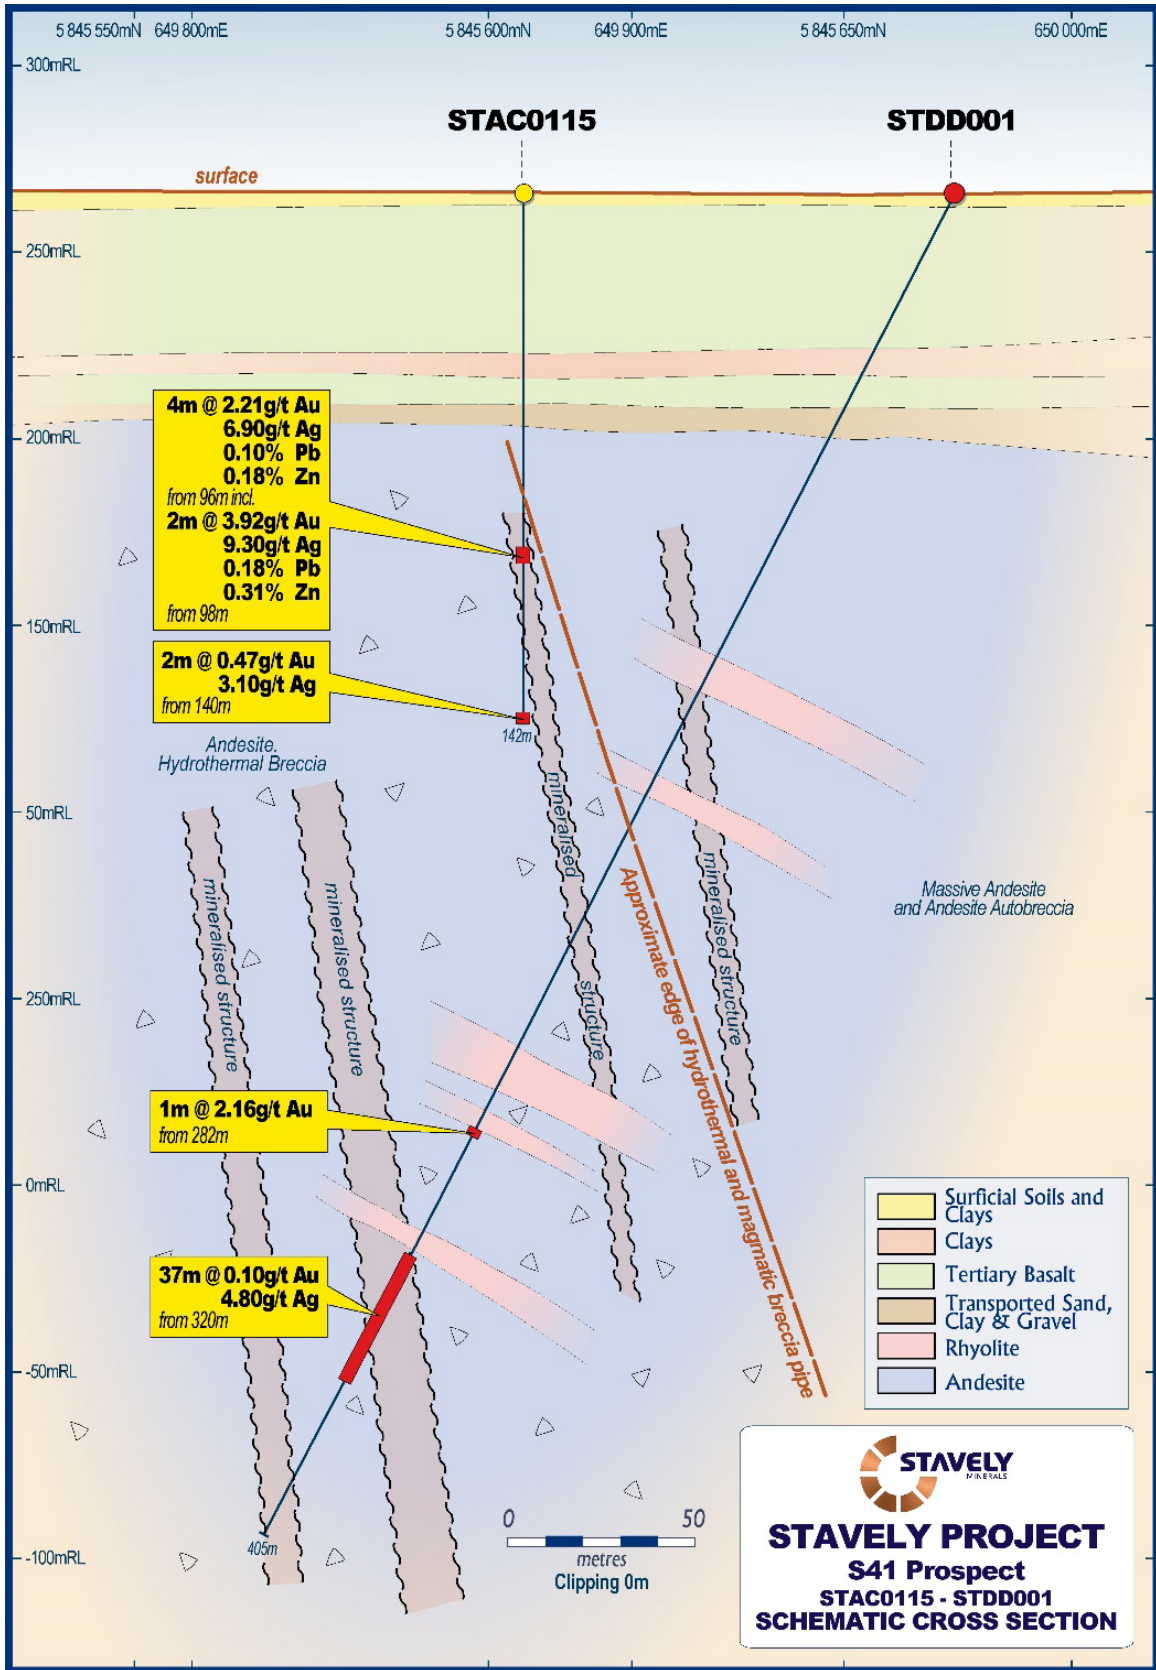 5 845 550mN 649 800mE 5 845 600mN 649 900mE 5 845 650mN 650 000mE
300mRL
STAC0115 STDD001
surface
250mRL
4m @ 2.21g/t Au
6.90g/t Ag
0.10% Pb
0.18% Zn
from 96m incl.
2m @ 3.92g/t Au
9.30g/t Ag
0.18% Pb
0.31% Zn
from 98m
200mRL
150mRL
2m @ 0.47g/t Au
3.10g/t Ag
from 140m
142m
Andesite.
Hydrothermal Breccia
50mRL
mineralised structure
mineralised structure
mineralised structure
mineralised structure
Approximate edge of hydrothermal and magmatic breccia pipe
Massive Andesite
and Andesite Autobreccia
250mRL
1m @ 2.16g/t Au
from 282m
0mRL
37m @ 0.10g/t Au
4.80g/t Ag
from 320m
-50mRL
405m
-100mRL
Surficial Soils and
Clays
Clays
Tertiary Basalt
Transported Sand,
Clay & Gravel
Rhyolite
Andesite
0 50
metres
Clipping 0m
STAVELY
MINERALS
STAVELY PROJECT
S41 Prospect
STAC0115 - STDD001
SCHEMATIC CROSS SECTION